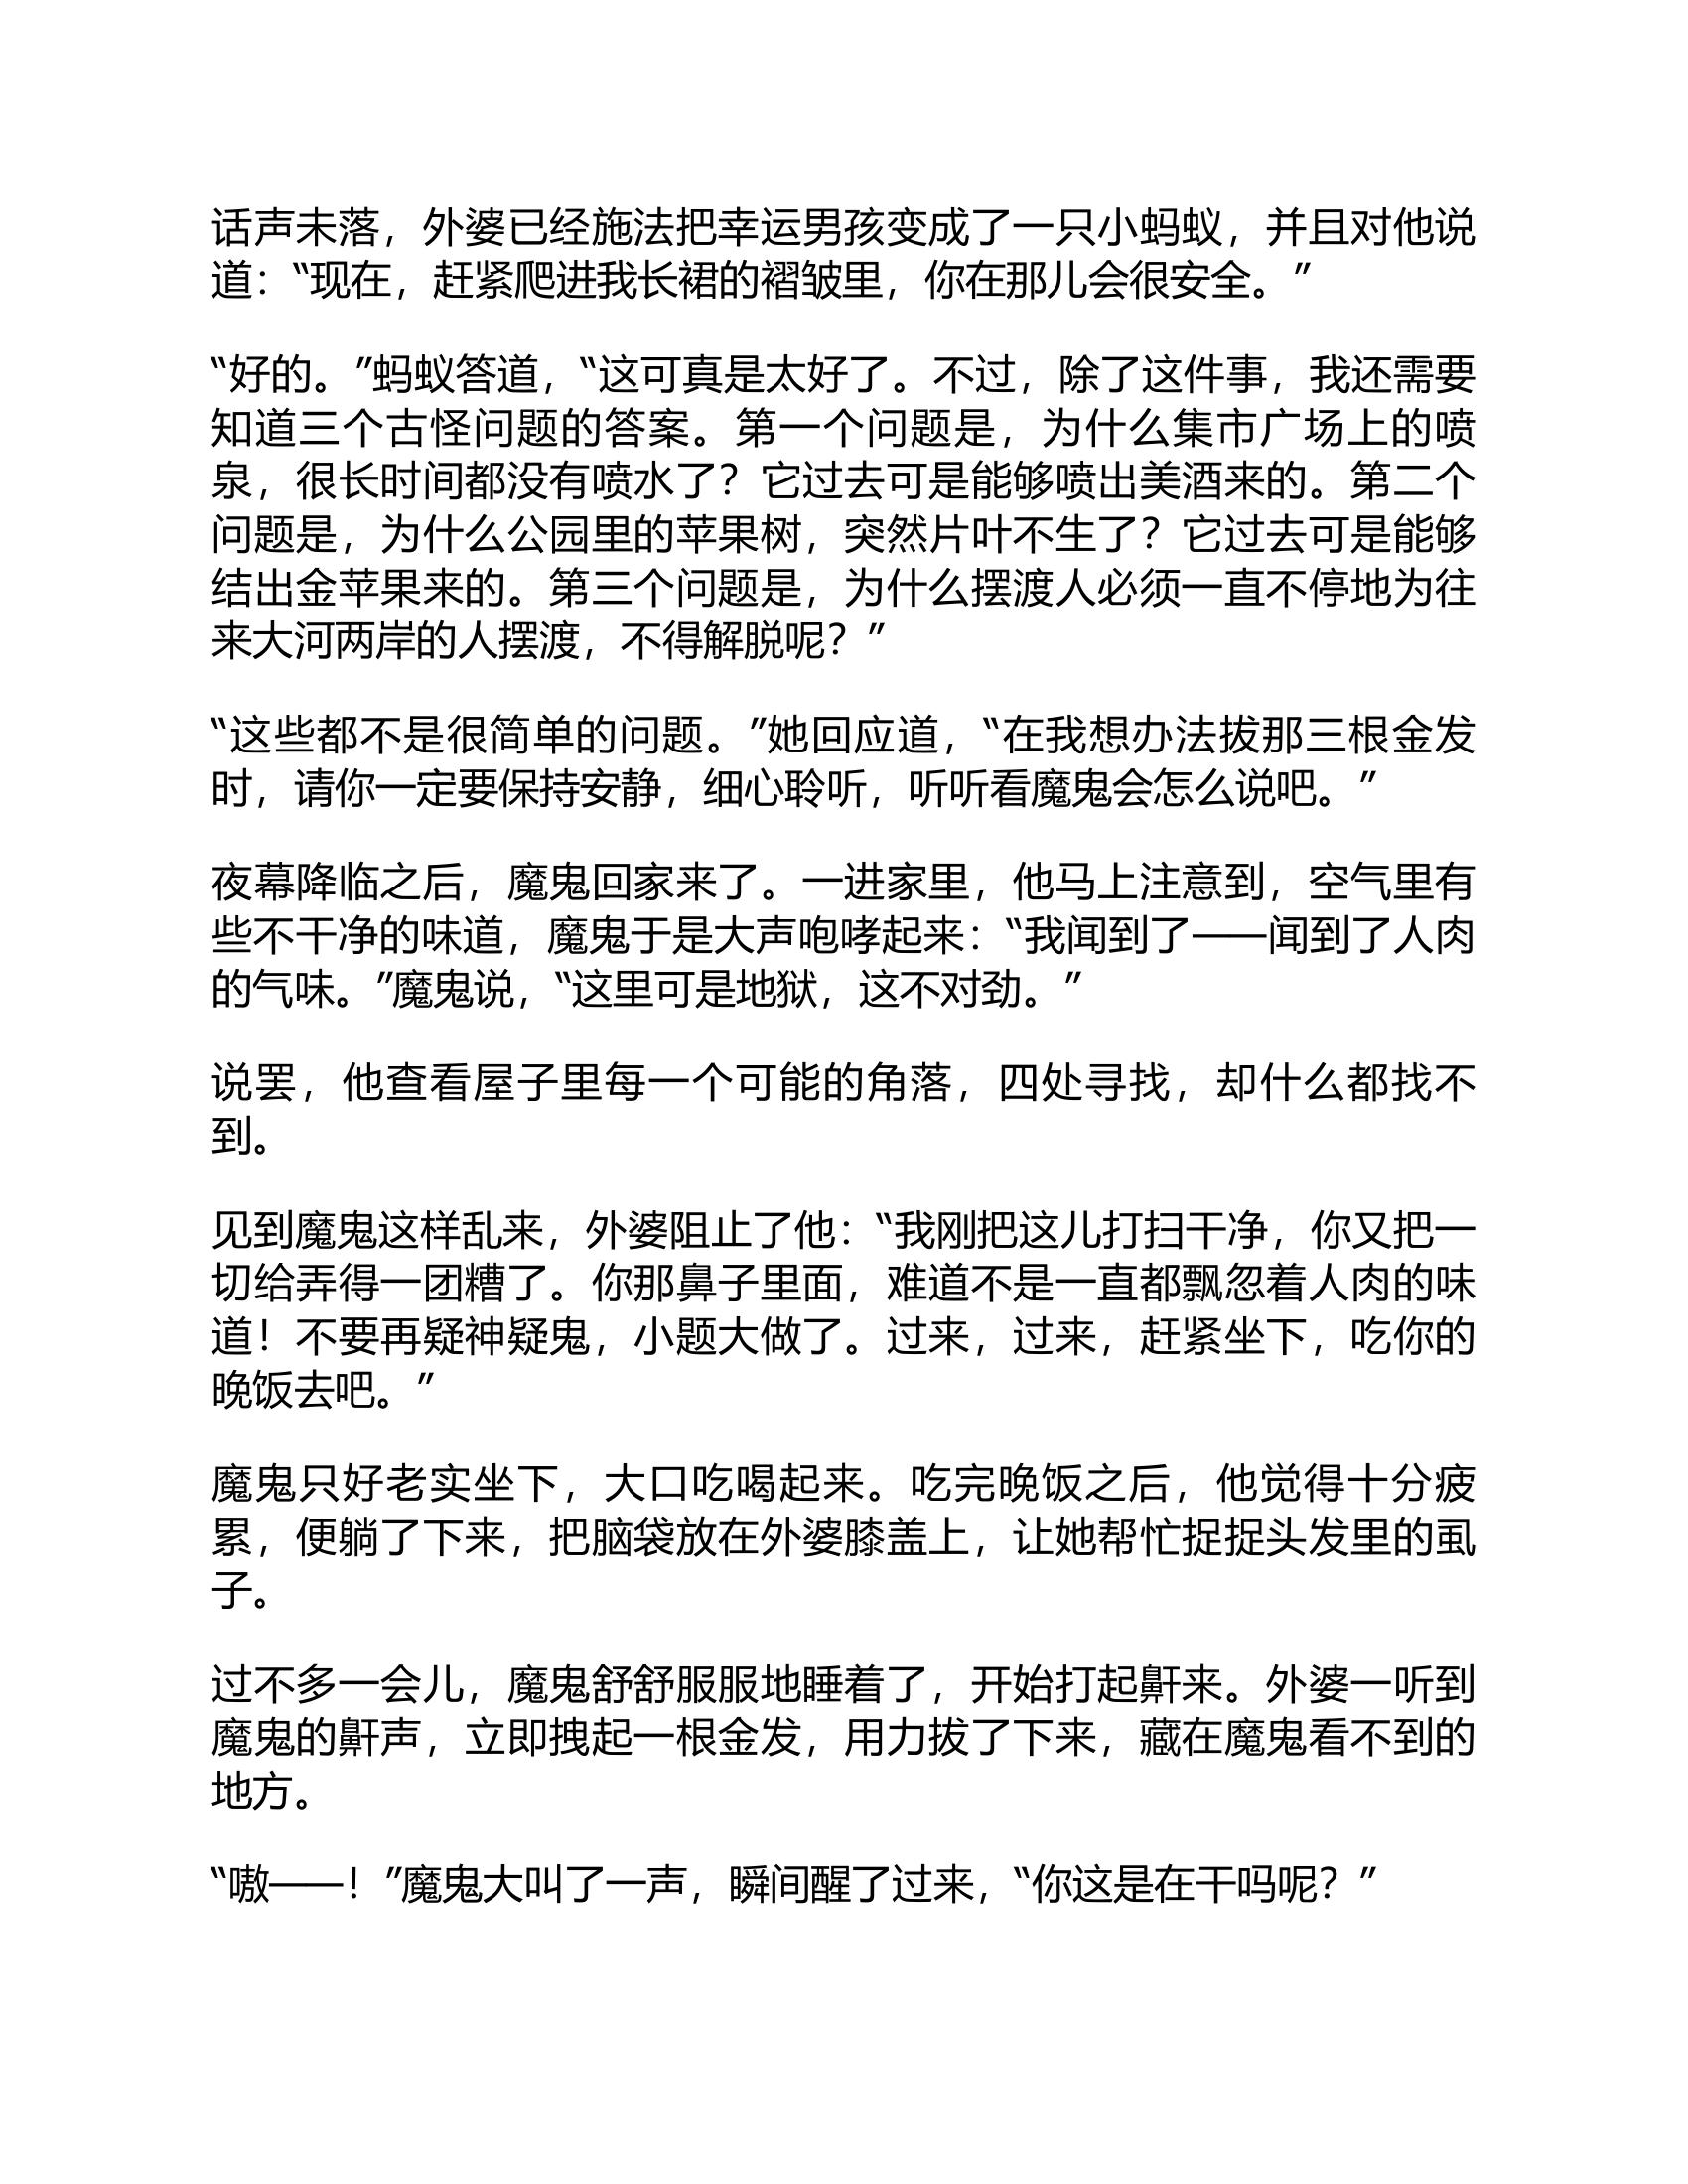 话声未落，外婆已经施法把幸运男孩变成了一只小蚂蚁，并且对他说
道：“现在，赶紧爬进我长裙的褶皱里，你在那儿会很安全。”
“好的。”蚂蚁答道，“这可真是太好了。不过，除了这件事，我还需要
知道三个古怪问题的答案。第一个问题是，为什么集市广场上的喷
泉，很长时间都没有喷水了？它过去可是能够喷出美酒来的。第二个
问题是，为什么公园里的苹果树，突然片叶不生了？它过去可是能够
结出金苹果来的。第三个问题是，为什么摆渡人必须一直不停地为往
来大河两岸的人摆渡，不得解脱呢？”
“这些都不是很简单的问题。”她回应道，“在我想办法拔那三根金发
时，请你一定要保持安静，细心聆听，听听看魔鬼会怎么说吧。”
夜幕降临之后，魔鬼回家来了。一进家里，他马上注意到，空气里有
些不干净的味道，魔鬼于是大声咆哮起来：“我闻到了——闻到了人肉
的气味。”魔鬼说，“这里可是地狱，这不对劲。”
说罢，他查看屋子里每一个可能的角落，四处寻找，却什么都找不
到。
见到魔鬼这样乱来，外婆阻止了他：“我刚把这儿打扫干净，你又把一
切给弄得一团糟了。你那鼻子里面，难道不是一直都飘忽着人肉的味
道！不要再疑神疑鬼，小题大做了。过来，过来，赶紧坐下，吃你的
晚饭去吧。”
魔鬼只好老实坐下，大口吃喝起来。吃完晚饭之后，他觉得十分疲
累，便躺了下来，把脑袋放在外婆膝盖上，让她帮忙捉捉头发里的虱
子。
过不多一会儿，魔鬼舒舒服服地睡着了，开始打起鼾来。外婆一听到
魔鬼的鼾声，立即拽起一根金发，用力拔了下来，藏在魔鬼看不到的
地方。
“嗷——！”魔鬼大叫了一声，瞬间醒了过来，“你这是在干吗呢？”